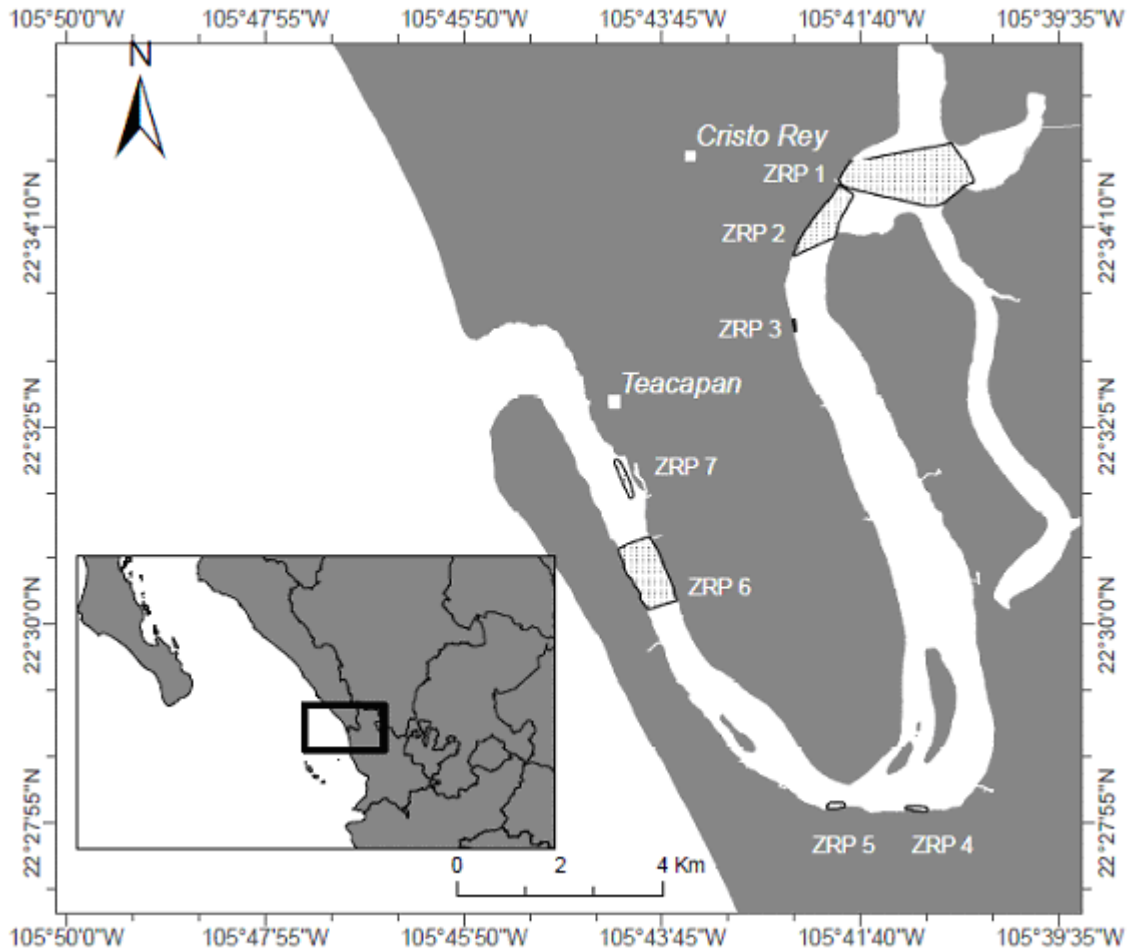 105°50'0"W 105°47'55"W 105°45'50"W 105°43'45"W 105°41'40"W 105°39'35"W
N
Cristo Rey
ZRP 1
22°34'10"N 22°34'10"N
ZRP 2
ZRP 3
Teacapan
22°32'5"N 22°32'5"N
ZRP 7
ZRP 6
22°30'0"N 22°30'0"N
22°27'55"N 22°27'55"N
ZRP 5 ZRP 4
0 2 4 Km
105°50'0"W 105°47'55"W 105°45'50"W 105°43'45"W 105°41'40"W 105°39'35"W